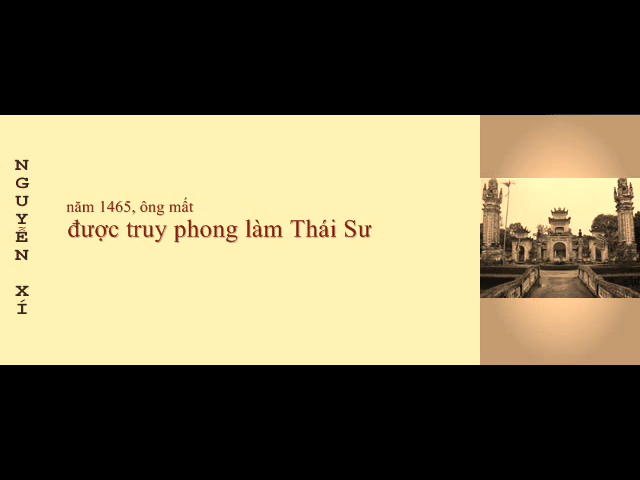 NGUYỄN XÍ
năm 1465, ông mất
được truy phong làm Thái Sư